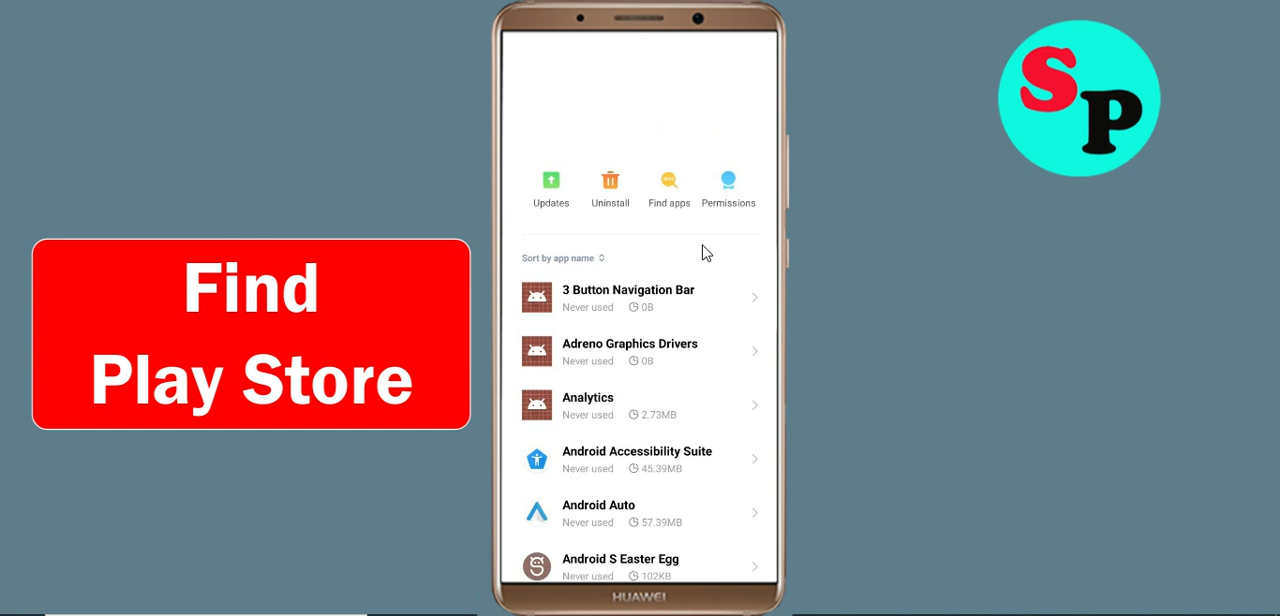 S
P
Updates Uninstall Find apps Permissions
Find
Play Store
Sort by app name
3 Button Navigation Bar
Never used 0B
Adreno Graphics Drivers
Never used 0B
Analytics
Never used 2.73MB
Android Accessibility Suite
Never used 45.39MB
Android Auto
Never used 57.39MB
Android S Easter Egg
Never used 102KB
HUAWEI